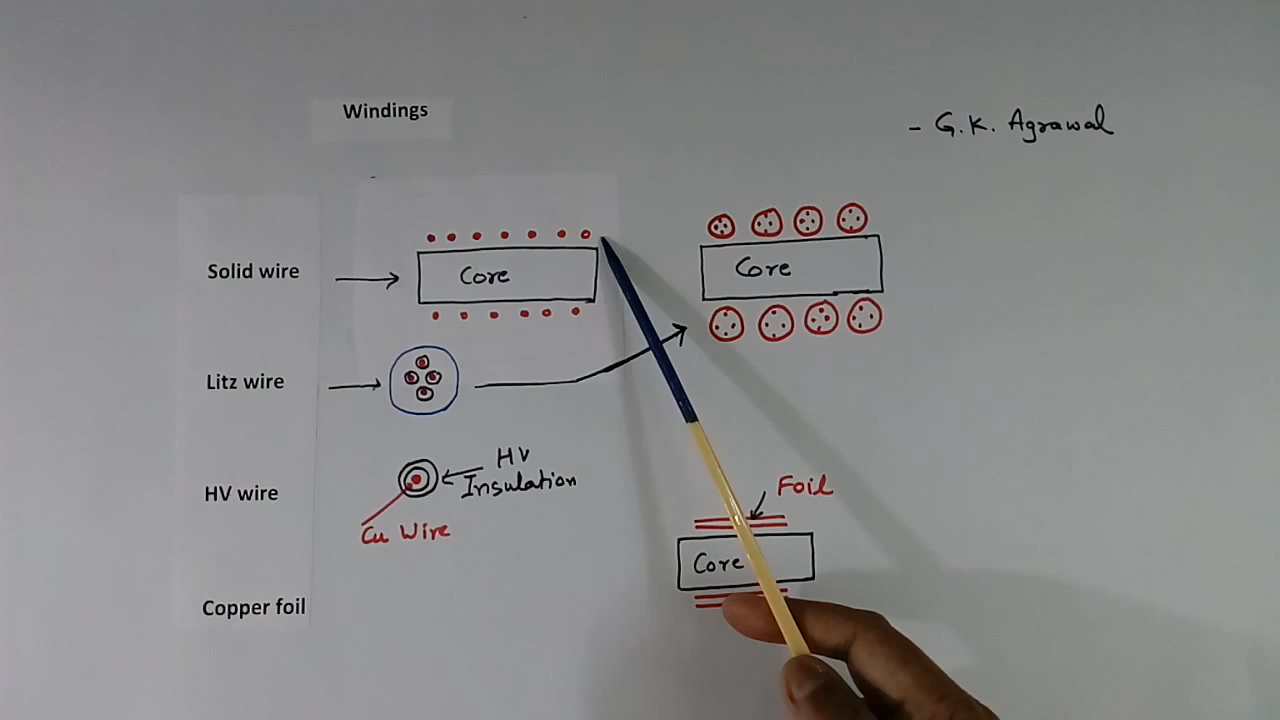 Windings
- G. K. Agrawal
Solid wire
Core
Core
Litz wire
HV wire
HV
Insulation
Cu Wire
Foil
Core
Copper foil